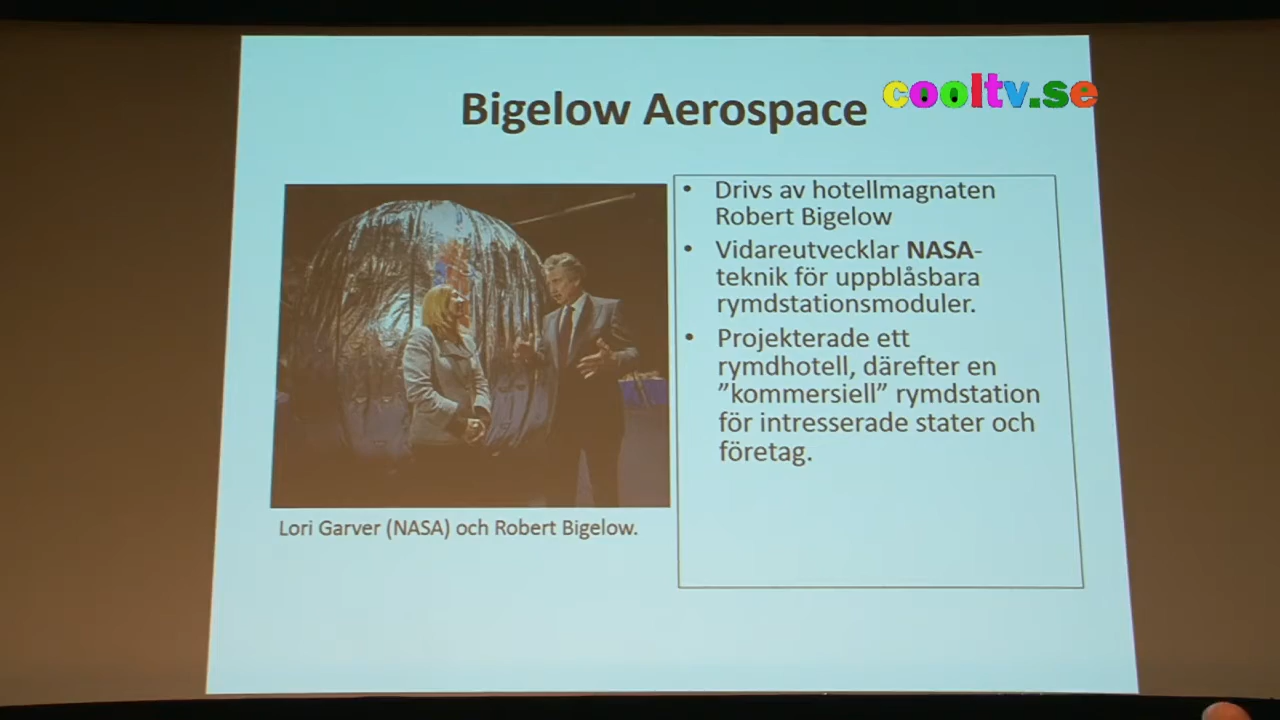 Bigelow Aerospace
cooltv.se
• Drivs av hotellmagnaten
Robert Bigelow
• Vidareutvecklar NASA-
teknik för uppblåsbara
rymdstationsmoduler.
• Projekterade ett
rymdhotell, därefter en
”kommersiell” rymdstation
för intresserade stater och
företag.
Lori Garver (NASA) och Robert Bigelow.